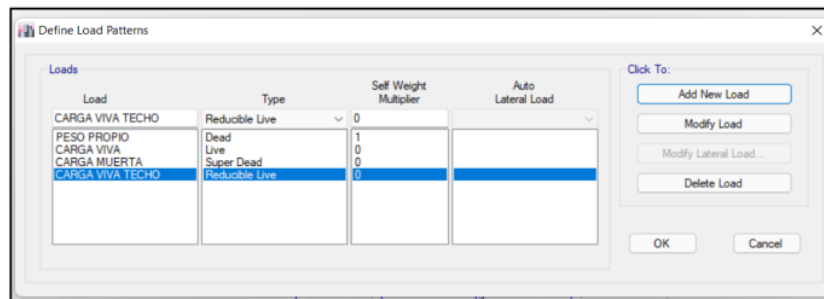 Define Load Patterns
Loads
Click To:
Load Type Self Weight Multiplier Auto Lateral Load
CARGA VIVA TECHO Reducible Live 0
PESO PROPIO Dead 1
CARGA VIVA Live 0
CARGA MUERTA Super Dead 0
CARGA VIVA TECHO Reducible Live 0
Add New Load
Modify Load
Modify Lateral Load...
Delete Load
OK Cancel